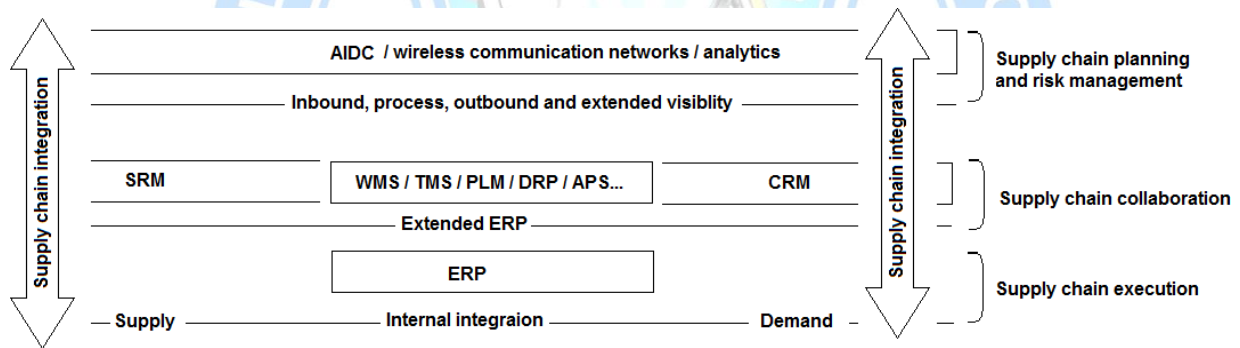 AIDC / wireless communication networks / analytics
Supply chain planning
and risk management
Inbound, process, outbound and extended visiblity
Supply chain integration
Supply chain integration
SRM
WMS / TMS / PLM / DRP / APS...
CRM
Supply chain collaboration
Extended ERP
ERP
Supply chain execution
Supply
Internal integraion
Demand